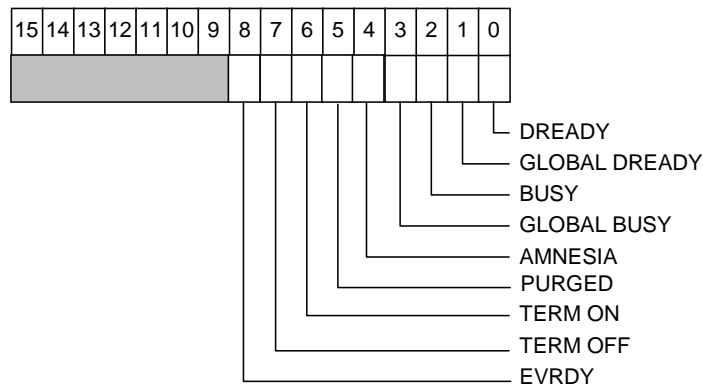 15 14 13 12 11 10 9 8 7 6 5 4 3 2 1 0
DREADY
GLOBAL DREADY
BUSY
GLOBAL BUSY
AMNESIA
PURGED
TERM ON
TERM OFF
EVRDY